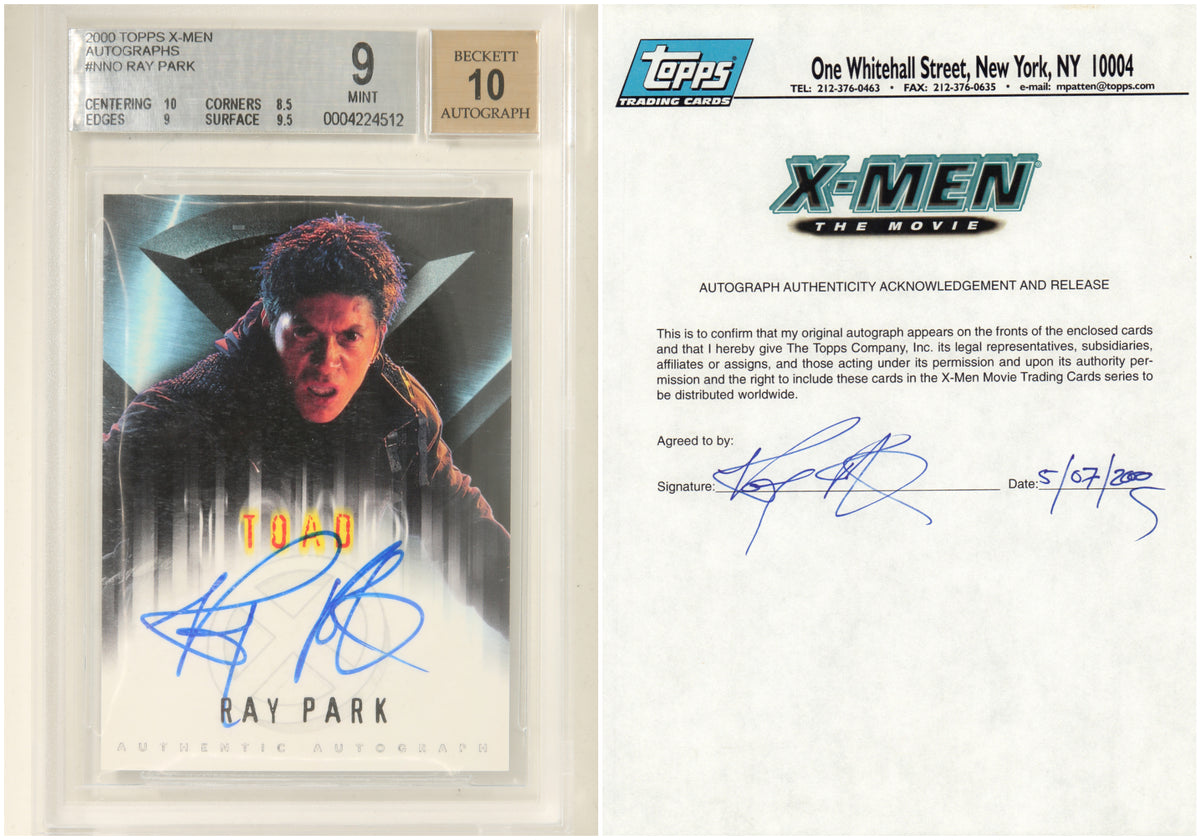 2000 TOPPS X-MEN
AUTOGRAPHS
#NNO RAY PARK
9
MINT
CENTERING 10 CORNERS 8.5
EDGES 9 SURFACE 9.5
0004224512
BECKETT
10
AUTOGRAPH
TOAD
Ray Park
RAY PARK
AUTHENTIC AUTOGRAPH
topps®
TRADING CARDS
One Whitehall Street, New York, NY 10004
TEL: 212-376-0463 • FAX: 212-376-0635 • e-mail: mpatten@topps.com
X-MEN®
THE MOVIE
AUTOGRAPH AUTHENTICITY ACKNOWLEDGEMENT AND RELEASE
This is to confirm that my original autograph appears on the fronts of the enclosed cards
and that I hereby give The Topps Company, Inc. its legal representatives, subsidiaries,
affiliates or assigns, and those acting under its permission and upon its authority per-
mission and the right to include these cards in the X-Men Movie Trading Cards series to
be distributed worldwide.
Agreed to by:
Signature: Ray Park Date: 5/07/200